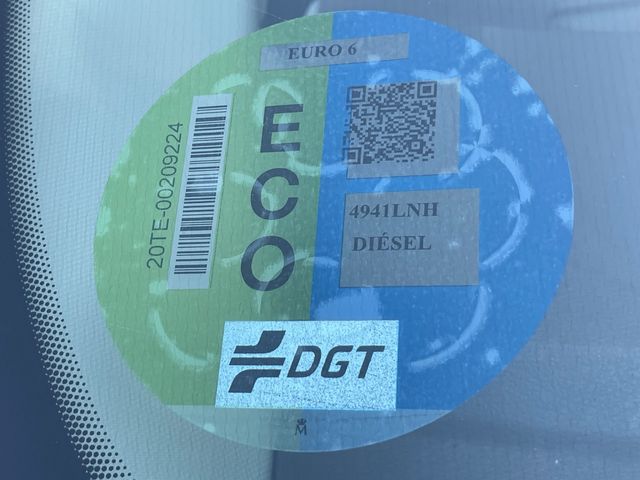 EURO 6
20TE-00209224
ECO
4941LNH
DIÉSEL
DGT
M